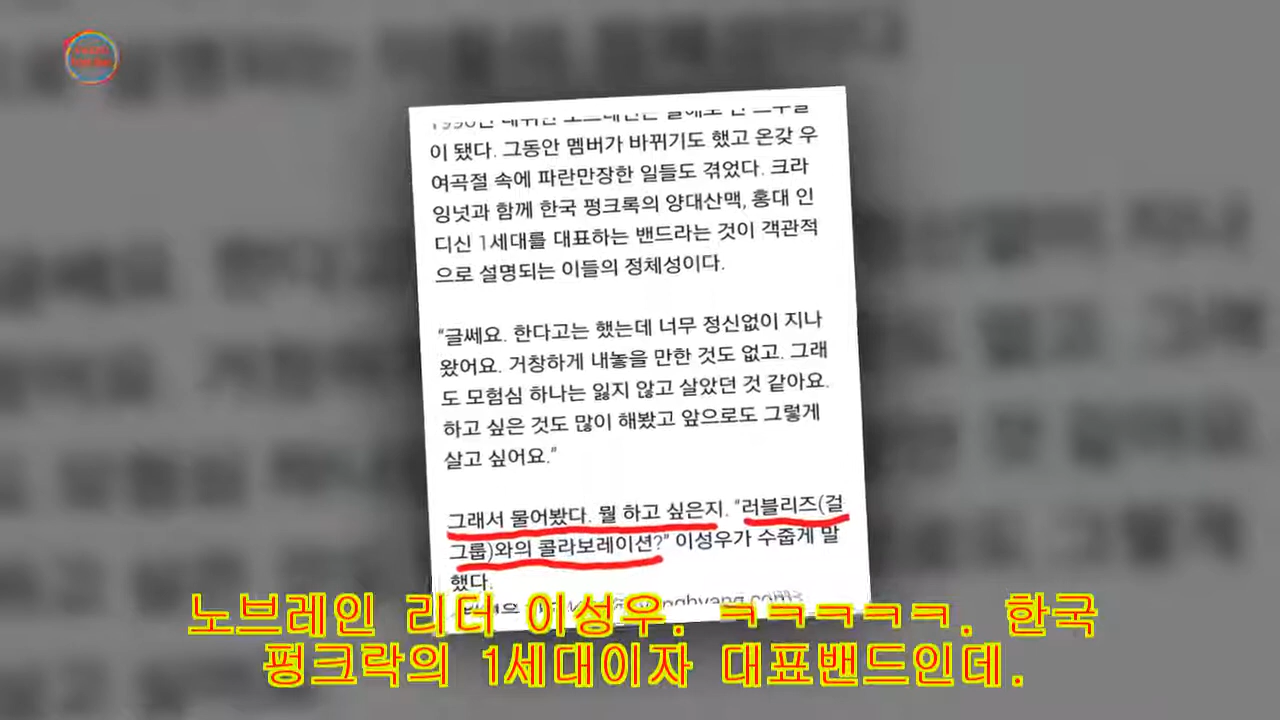 이 됐다. 그동안 멤버가 바뀌기도 했고 온갖 우
여곡절 속에 파란만장한 일들도 겪었다. 크라
잉넛과 함께 한국 펑크록의 양대산맥, 홍대 인
디신 1세대를 대표하는 밴드라는 것이 객관적
으로 설명되는 이들의 정체성이다.
"글쎄요. 한다고는 했는데 너무 정신없이 지나
왔어요. 거창하게 내놓을 만한 것도 없고. 그래
도 모험심 하나는 잃지 않고 살았던 것 같아요.
하고 싶은 것도 많이 해봤고 앞으로도 그렇게
살고 싶어요."
그래서 물어봤다. 뭘 하고 싶은지. "러블리즈(걸
그룹)와의 콜라보레이션?" 이성우가 수줍게 말
했다.
노브레인 리더 이성우. ㅋㅋㅋㅋㅋ. 한국
펑크락의 1세대이자 대표밴드인데.